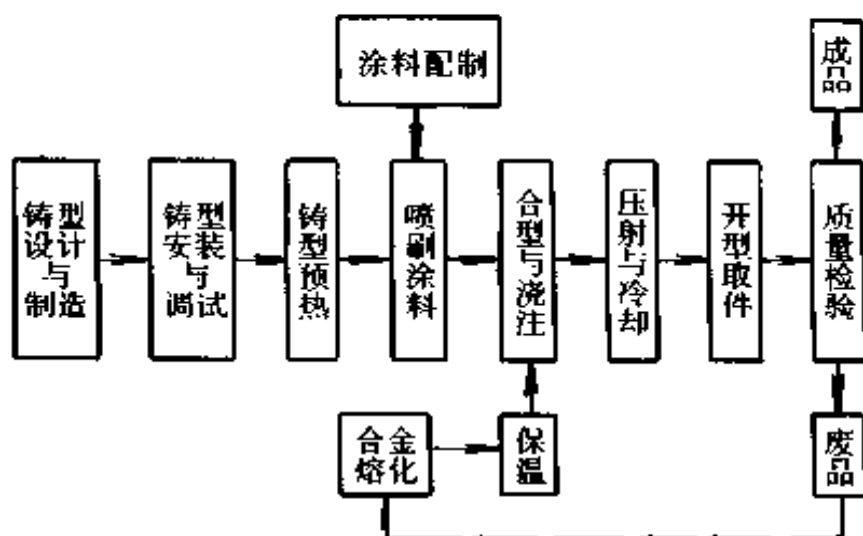 涂料配制
成品
铸型设计与制造
铸型安装与调试
铸型预热
喷刷涂料
合型与浇注
压射与冷却
开型取件
质量检验
合金熔化
保温
废品